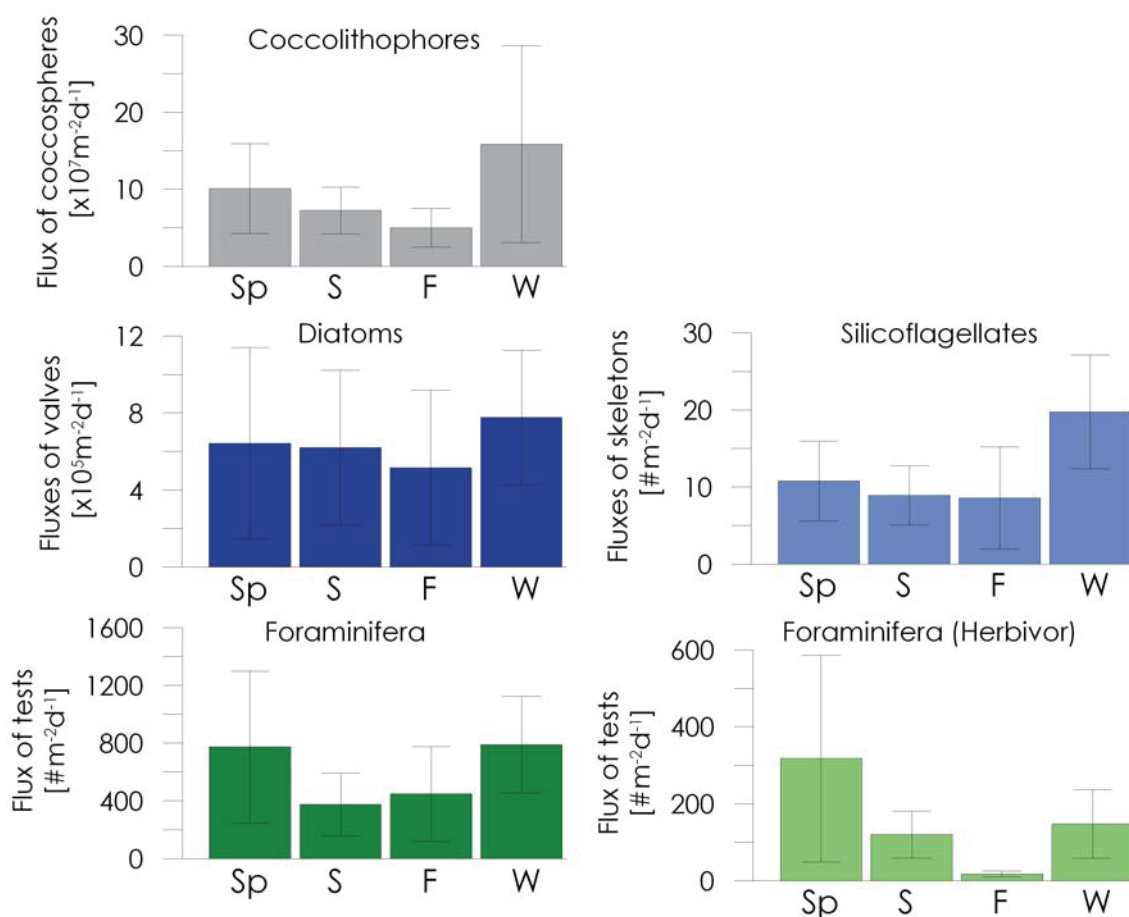 Coccolithophores
Flux of coccospheres
[x10⁷m⁻²d⁻¹]
30
20
10
0
Sp S F W
Diatoms
Fluxes of valves
[x10⁵m⁻²d⁻¹]
12
8
4
0
Sp S F W
Silicoflagellates
Fluxes of skeletons
[#m⁻²d⁻¹]
30
20
10
0
Sp S F W
Foraminifera
Flux of tests
[#m⁻²d⁻¹]
1600
1200
800
400
0
Sp S F W
Foraminifera (Herbivor)
Flux of tests
[#m⁻²d⁻¹]
600
400
200
0
Sp S F W